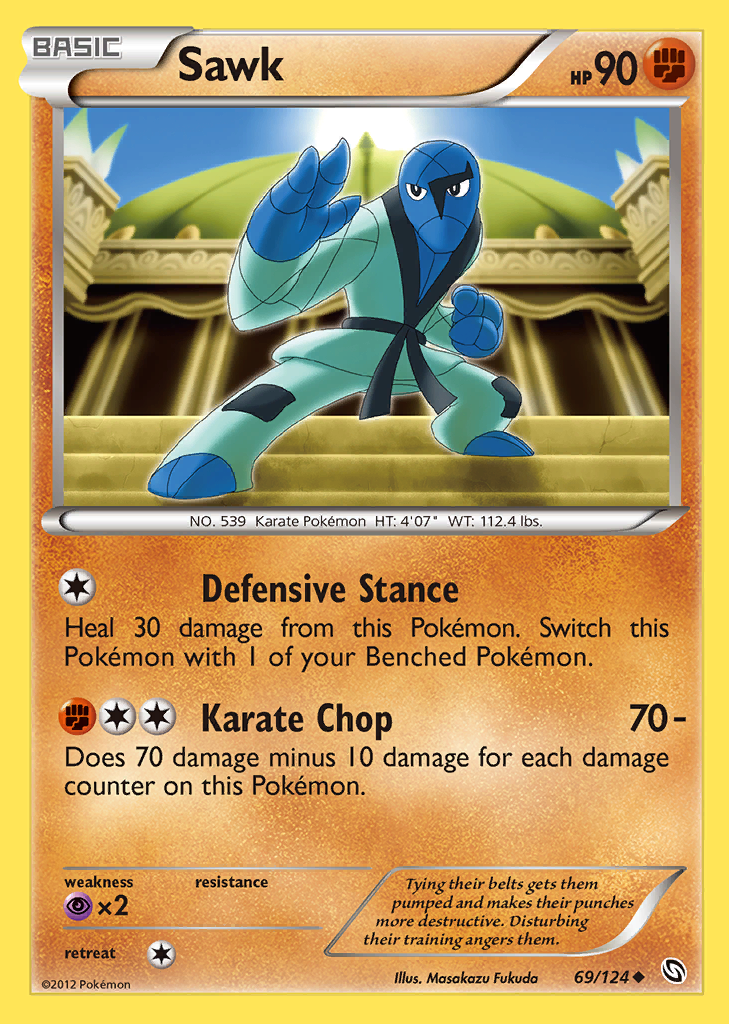 BASIC
Sawk
HP 90
NO. 539 Karate Pokémon HT: 4'07" WT: 112.4 lbs.
Defensive Stance
Heal 30 damage from this Pokémon. Switch this
Pokémon with 1 of your Benched Pokémon.
Karate Chop 70-
Does 70 damage minus 10 damage for each damage
counter on this Pokémon.
weakness resistance
×2
retreat
Tying their belts gets them
pumped and makes their punches
more destructive. Disturbing
their training angers them.
©2012 Pokémon
Illus. Masakazu Fukuda 69/124